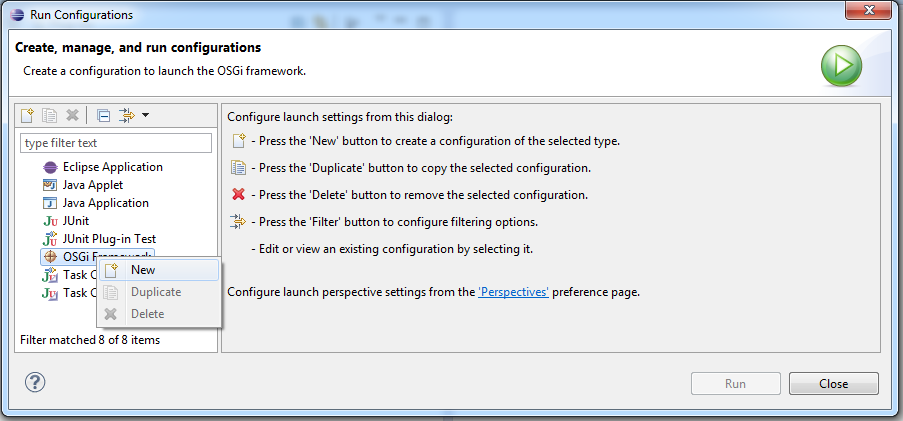 Run Configurations
Create, manage, and run configurations
Create a configuration to launch the OSGi framework.
type filter text
Eclipse Application
Java Applet
Java Application
JUnit
JUnit Plug-in Test
OSGi Framework
Task C
Task C
New
Duplicate
Delete
Filter matched 8 of 8 items
Configure launch settings from this dialog:
- Press the 'New' button to create a configuration of the selected type.
- Press the 'Duplicate' button to copy the selected configuration.
- Press the 'Delete' button to remove the selected configuration.
- Press the 'Filter' button to configure filtering options.
- Edit or view an existing configuration by selecting it.
Configure launch perspective settings from the 'Perspectives' preference page.
Run
Close